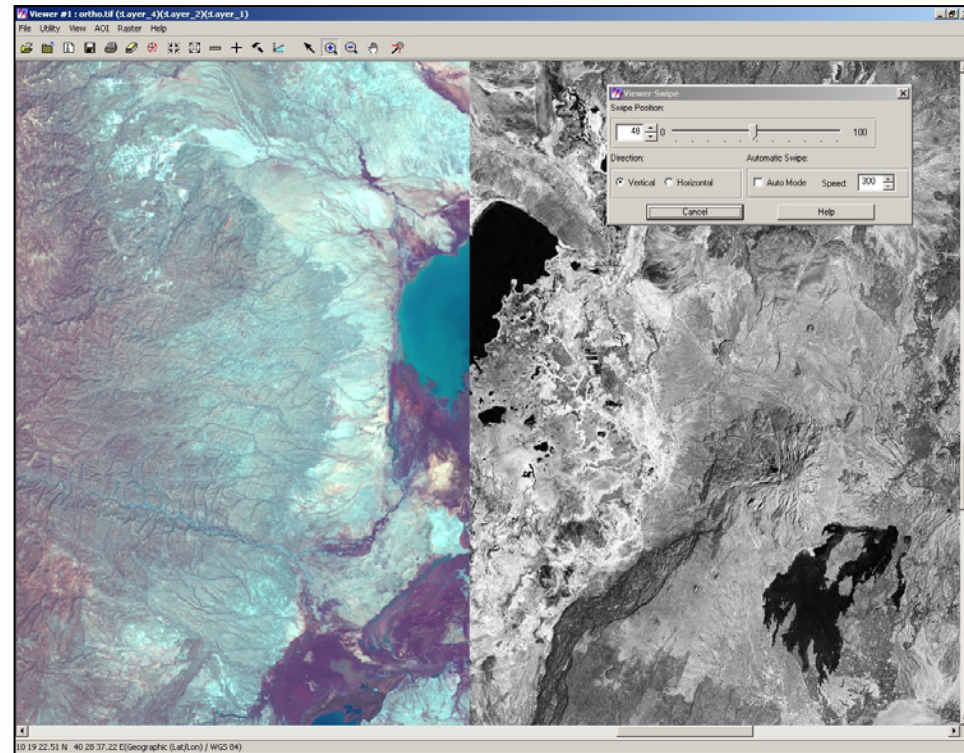 Viewer #1 : ortho.tif (:Layer_4)(:Layer_2)(:Layer_1)
File Utility View AOI Raster Help
Viewer Swipe
Swipe Position:
48 0 100
Direction: Automatic Swipe:
Vertical Horizontal Auto Mode Speed: 300
Cancel Help
10 19 22.51 N 40 28 37.22 E(Geographic (Lat/Lon) / WGS 84)